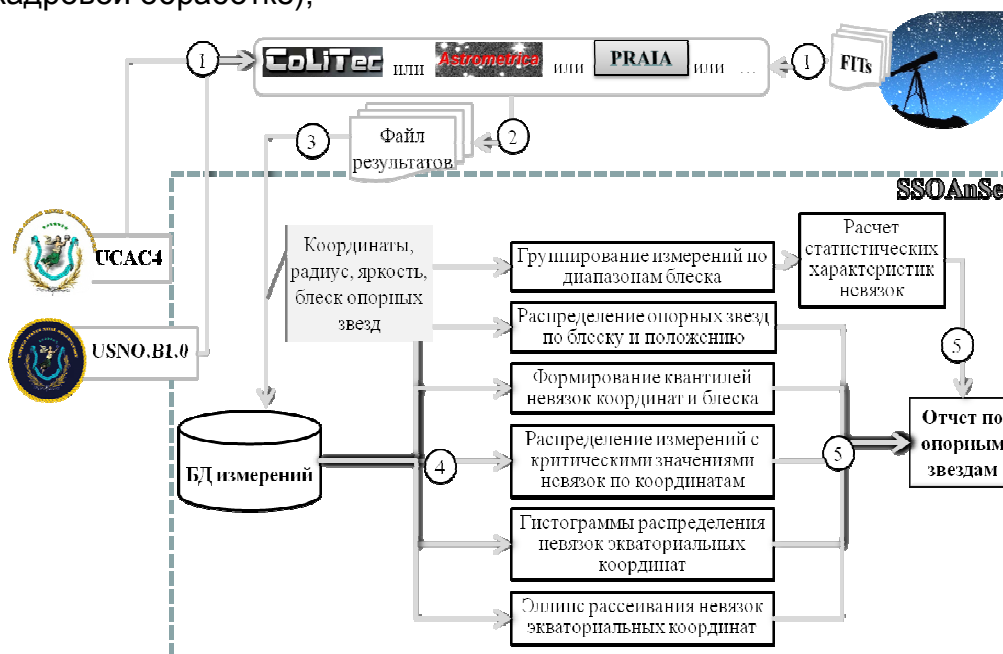 кадровой обработке);
1
CoLiTec
или
Astrometrica
или
PRAIA
или ...
1
FITs
3
Файл
результатов
2
SSOAnSe
UCAC4
USNO.B1.0
Координаты,
радиус, яркость,
блеск опорных
звезд
Группирование измерений по
диапазонам блеска
Расчет
статистических
характеристик
невязок
Распределение опорных звезд
по блеску и положению
5
Формирование квантилей
невязок координат и блеска
БД измерений
4
Распределение измерений с
критическими значениями
невязок по координатам
5
Отчет по
опорным
звездам
Гистограммы распределения
невязок экваториальных
координат
Эллипс рассеивания невязок
экваториальных координат